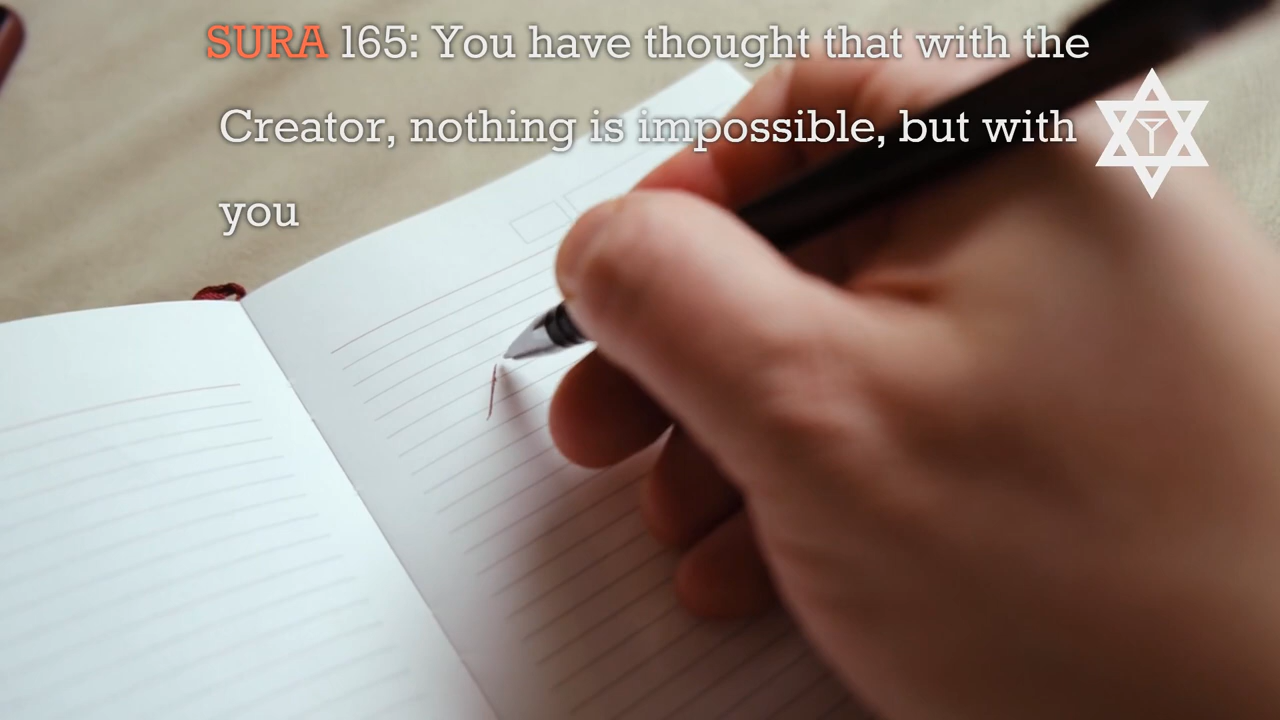 SURA 165: You have thought that with the
Creator, nothing is impossible, but with
you